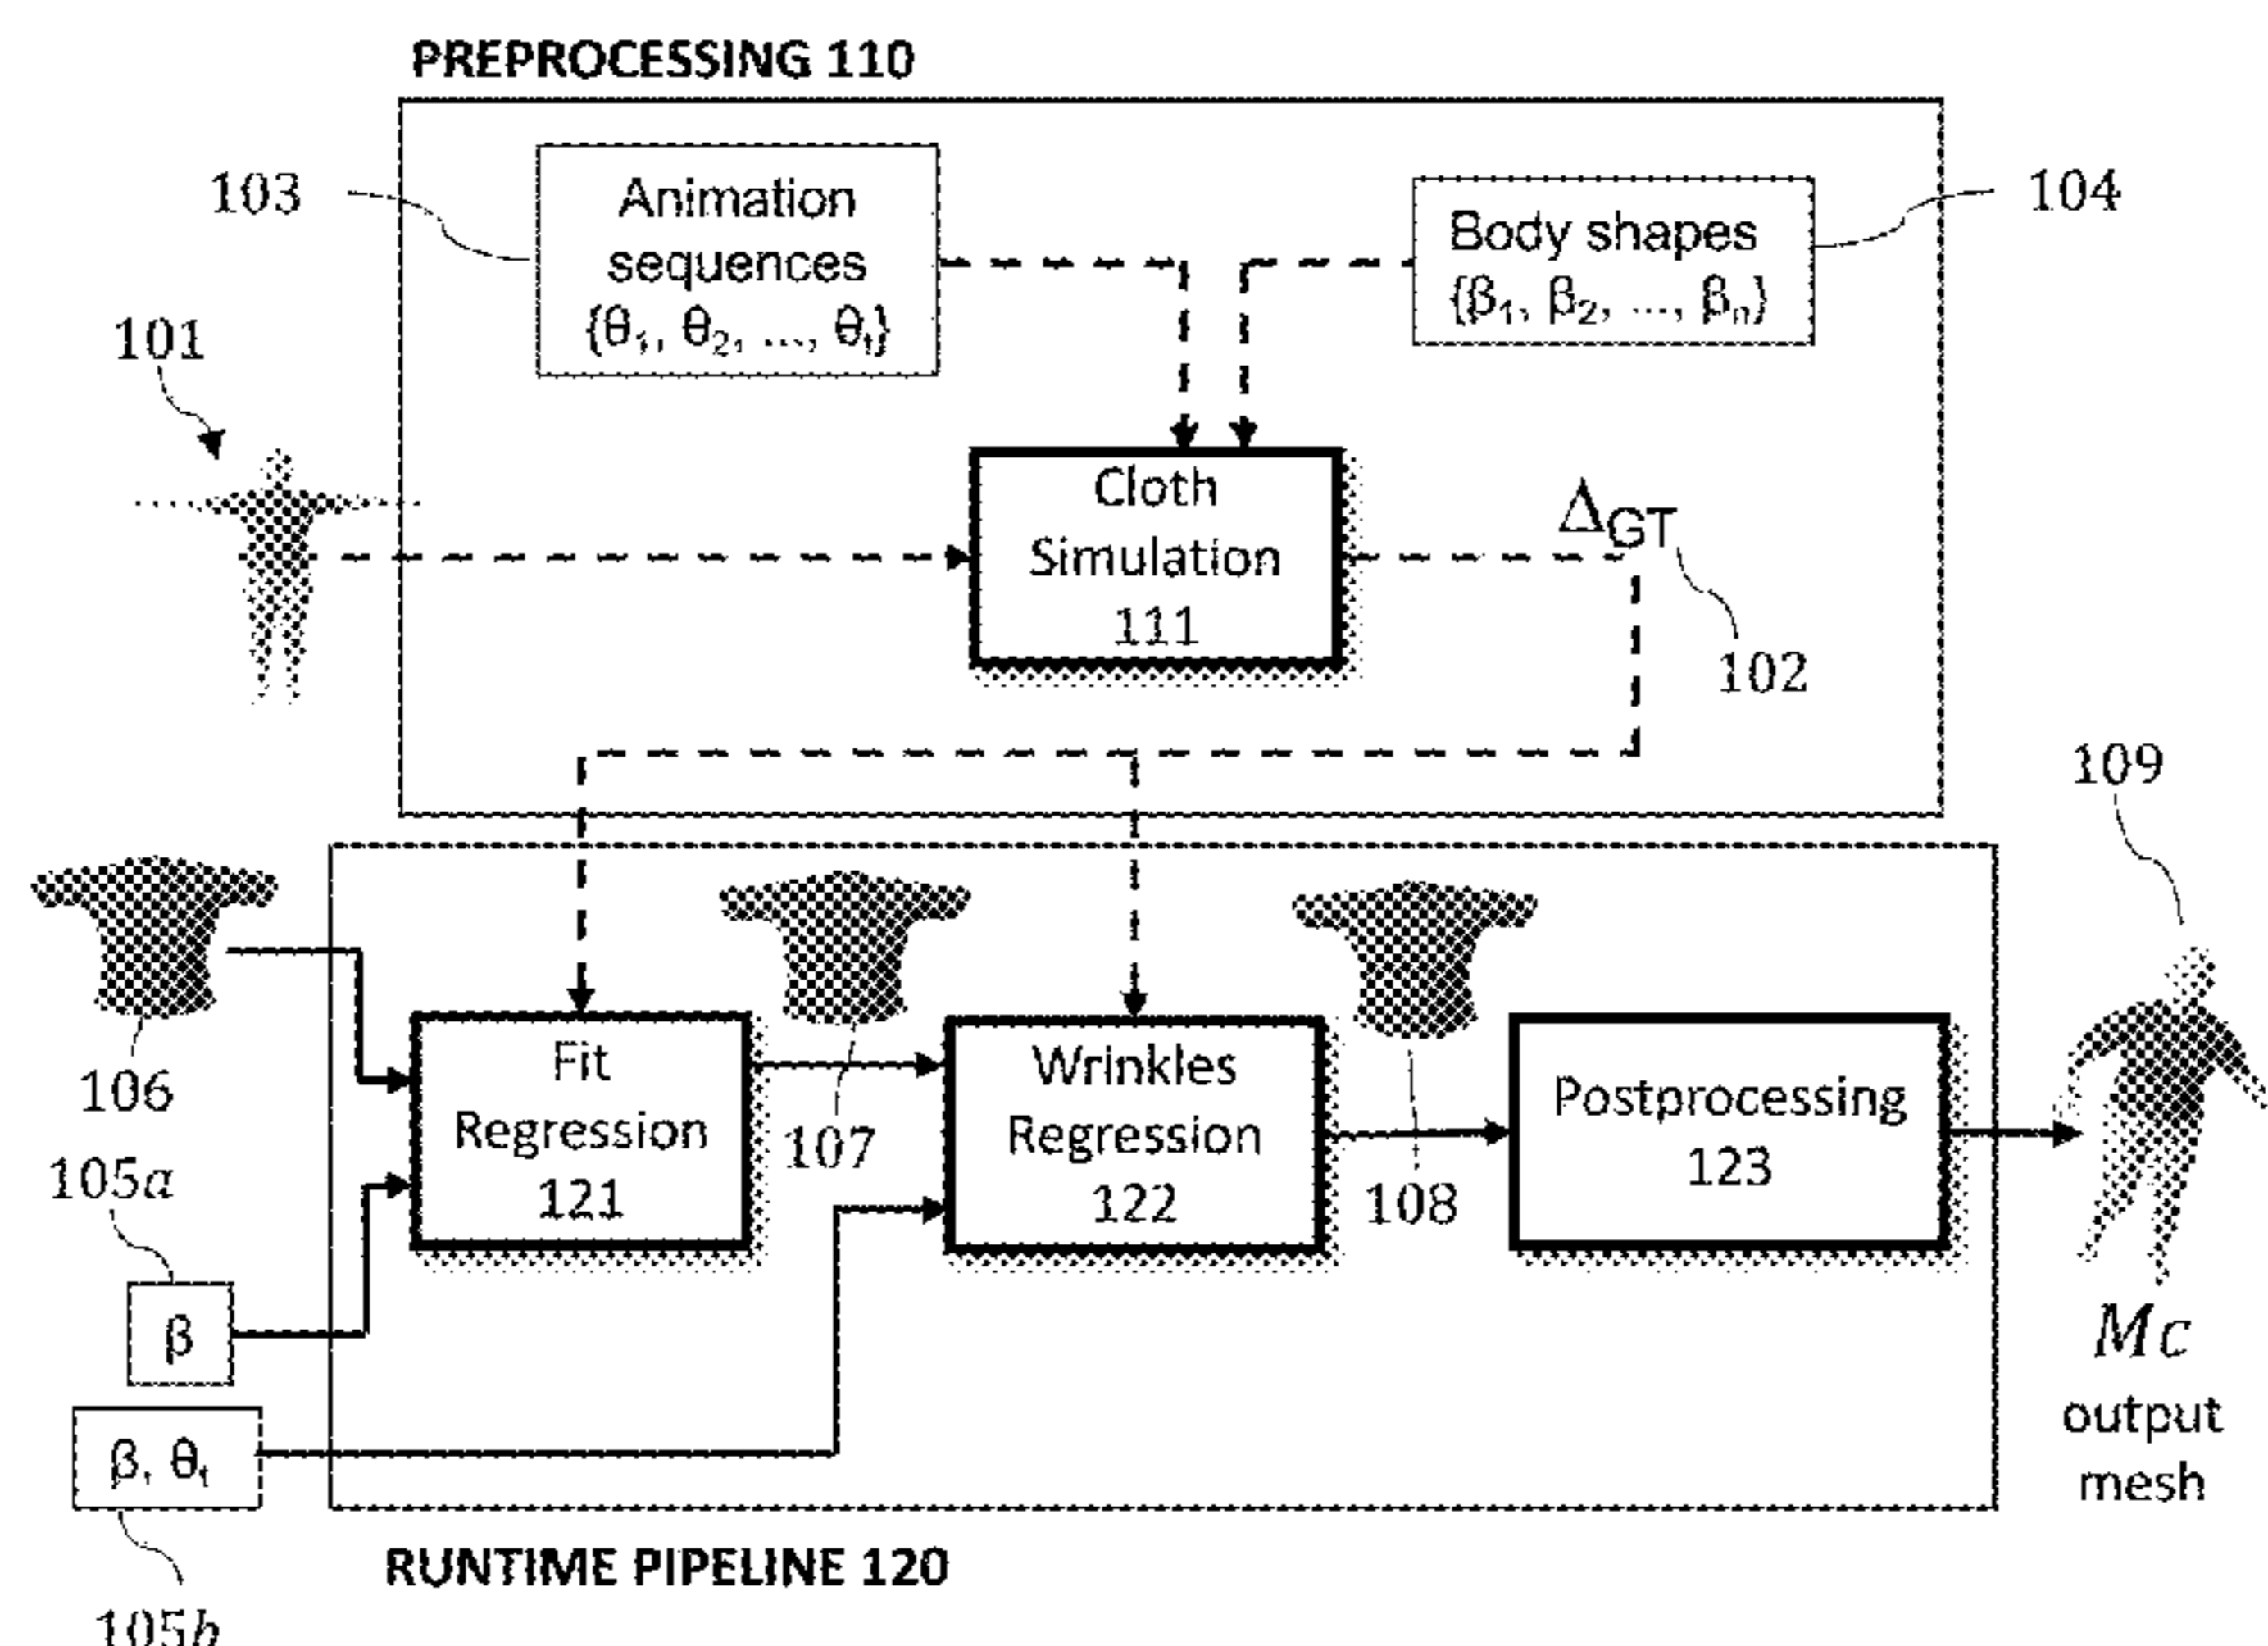 PREPROCESSING 110
103
Animation
sequences
{θ₁, θ₂, ..., θₜ}
Body shapes
{β₁, β₂, ..., βₙ}
104
101
Cloth
Simulation
111
Δ_GT
102
109
106
107
108
Fit
Regression
121
Wrinkles
Regression
122
Postprocessing
123
105a
β
β, θₜ
105b
Mc
output
mesh
RUNTIME PIPELINE 120